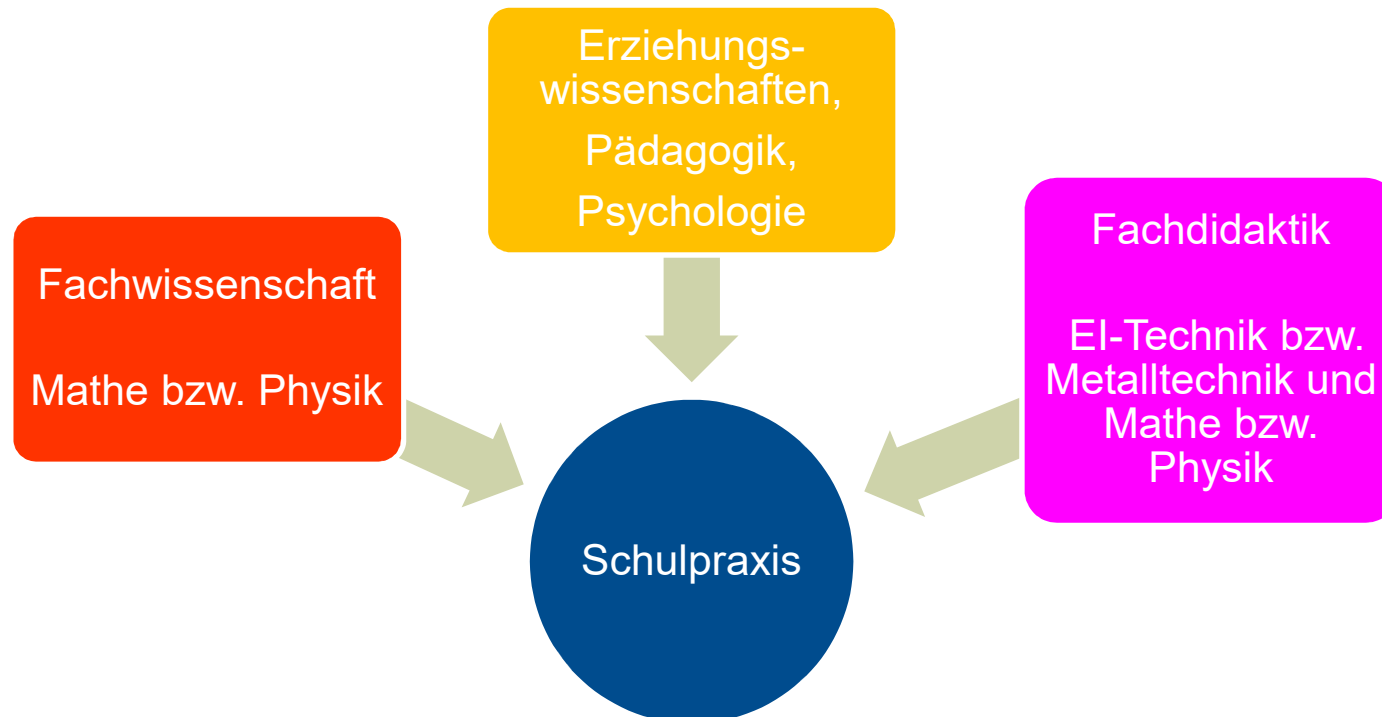 Erziehungs-
wissenschaften,
Pädagogik,
Psychologie
Fachwissenschaft
Mathe bzw. Physik
Fachdidaktik
El-Technik bzw.
Metalltechnik und
Mathe bzw.
Physik
Schulpraxis